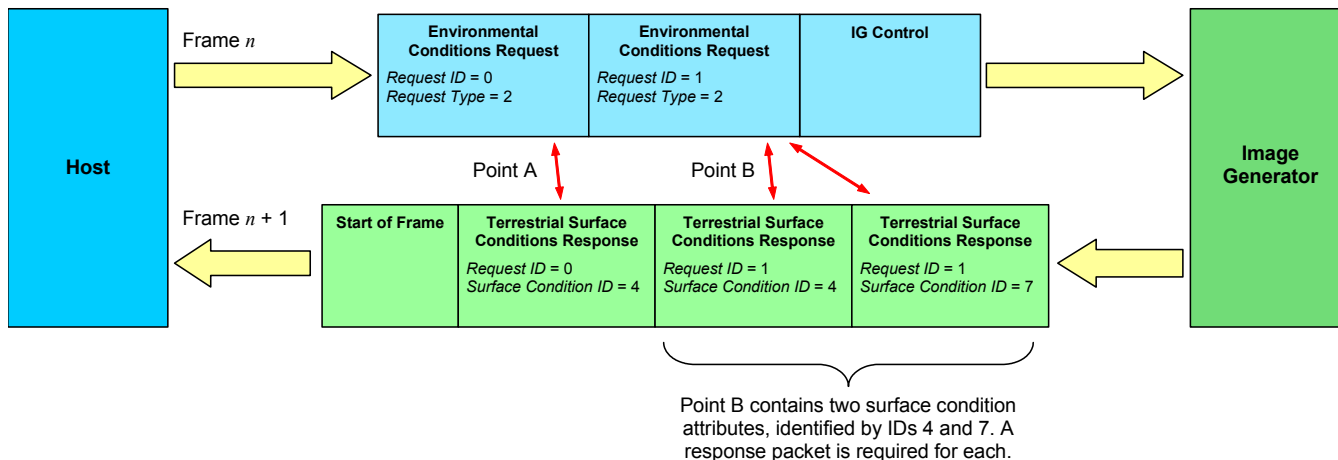 Host
Frame n
Environmental
Conditions Request
Request ID = 0
Request Type = 2
Environmental
Conditions Request
Request ID = 1
Request Type = 2
IG Control
Image
Generator
Point A
Point B
Frame n + 1
Start of Frame
Terrestrial Surface
Conditions Response
Request ID = 0
Surface Condition ID = 4
Terrestrial Surface
Conditions Response
Request ID = 1
Surface Condition ID = 4
Terrestrial Surface
Conditions Response
Request ID = 1
Surface Condition ID = 7
Point B contains two surface condition
attributes, identified by IDs 4 and 7. A
response packet is required for each.